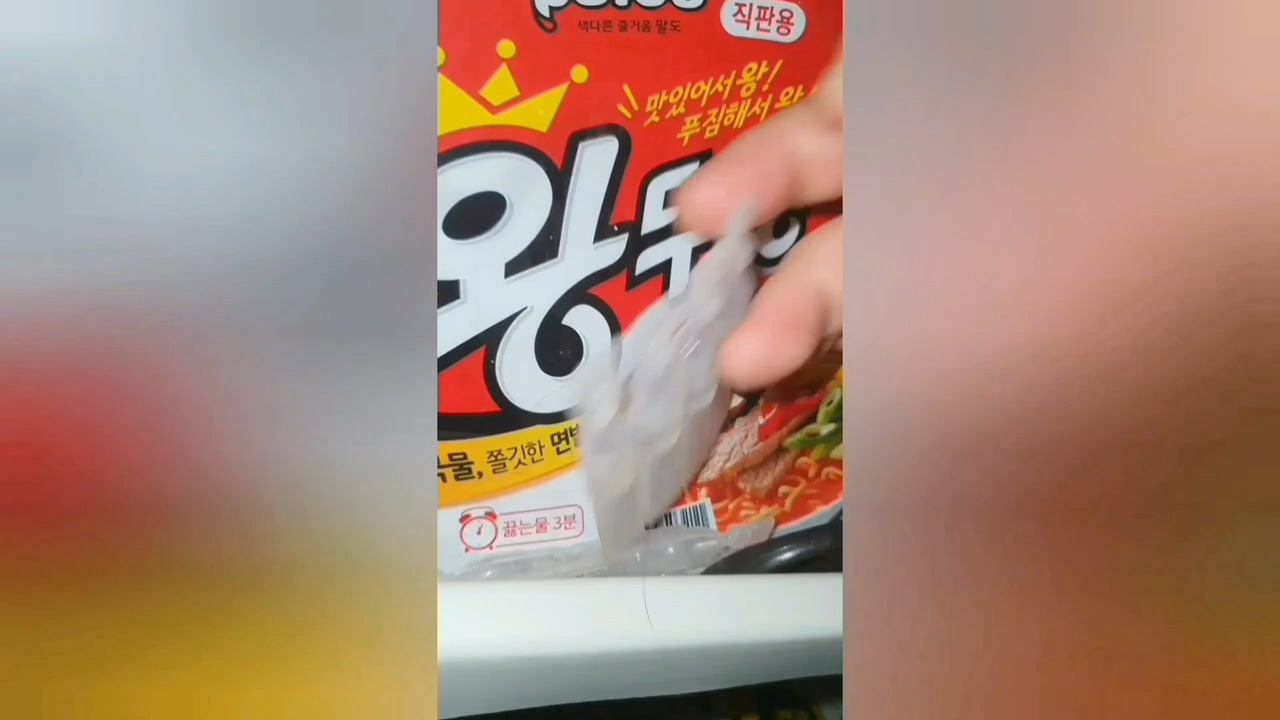 색다른 즐거움 팔도
직판용
맛있어서 왕!
푸짐해서 왕
왕
물, 쫄깃한 면발
끓는물 3분